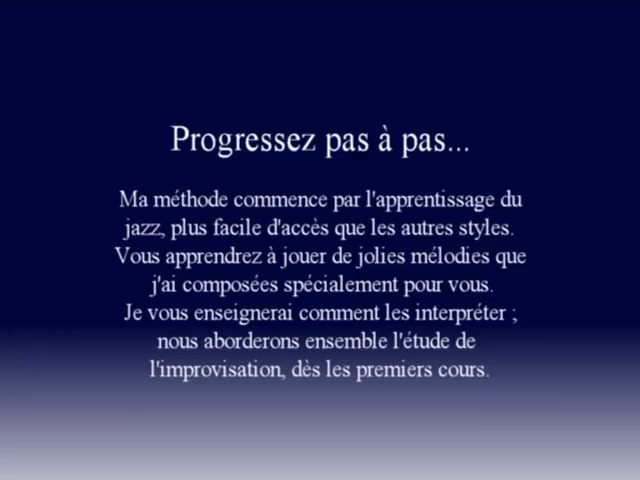 Progressez pas à pas...
Ma méthode commence par l'apprentissage du
jazz, plus facile d'accès que les autres styles.
Vous apprendrez à jouer de jolies mélodies que
j'ai composées spécialement pour vous.
Je vous enseignerai comment les interpréter ;
nous aborderons ensemble l'étude de
l'improvisation, dès les premiers cours.